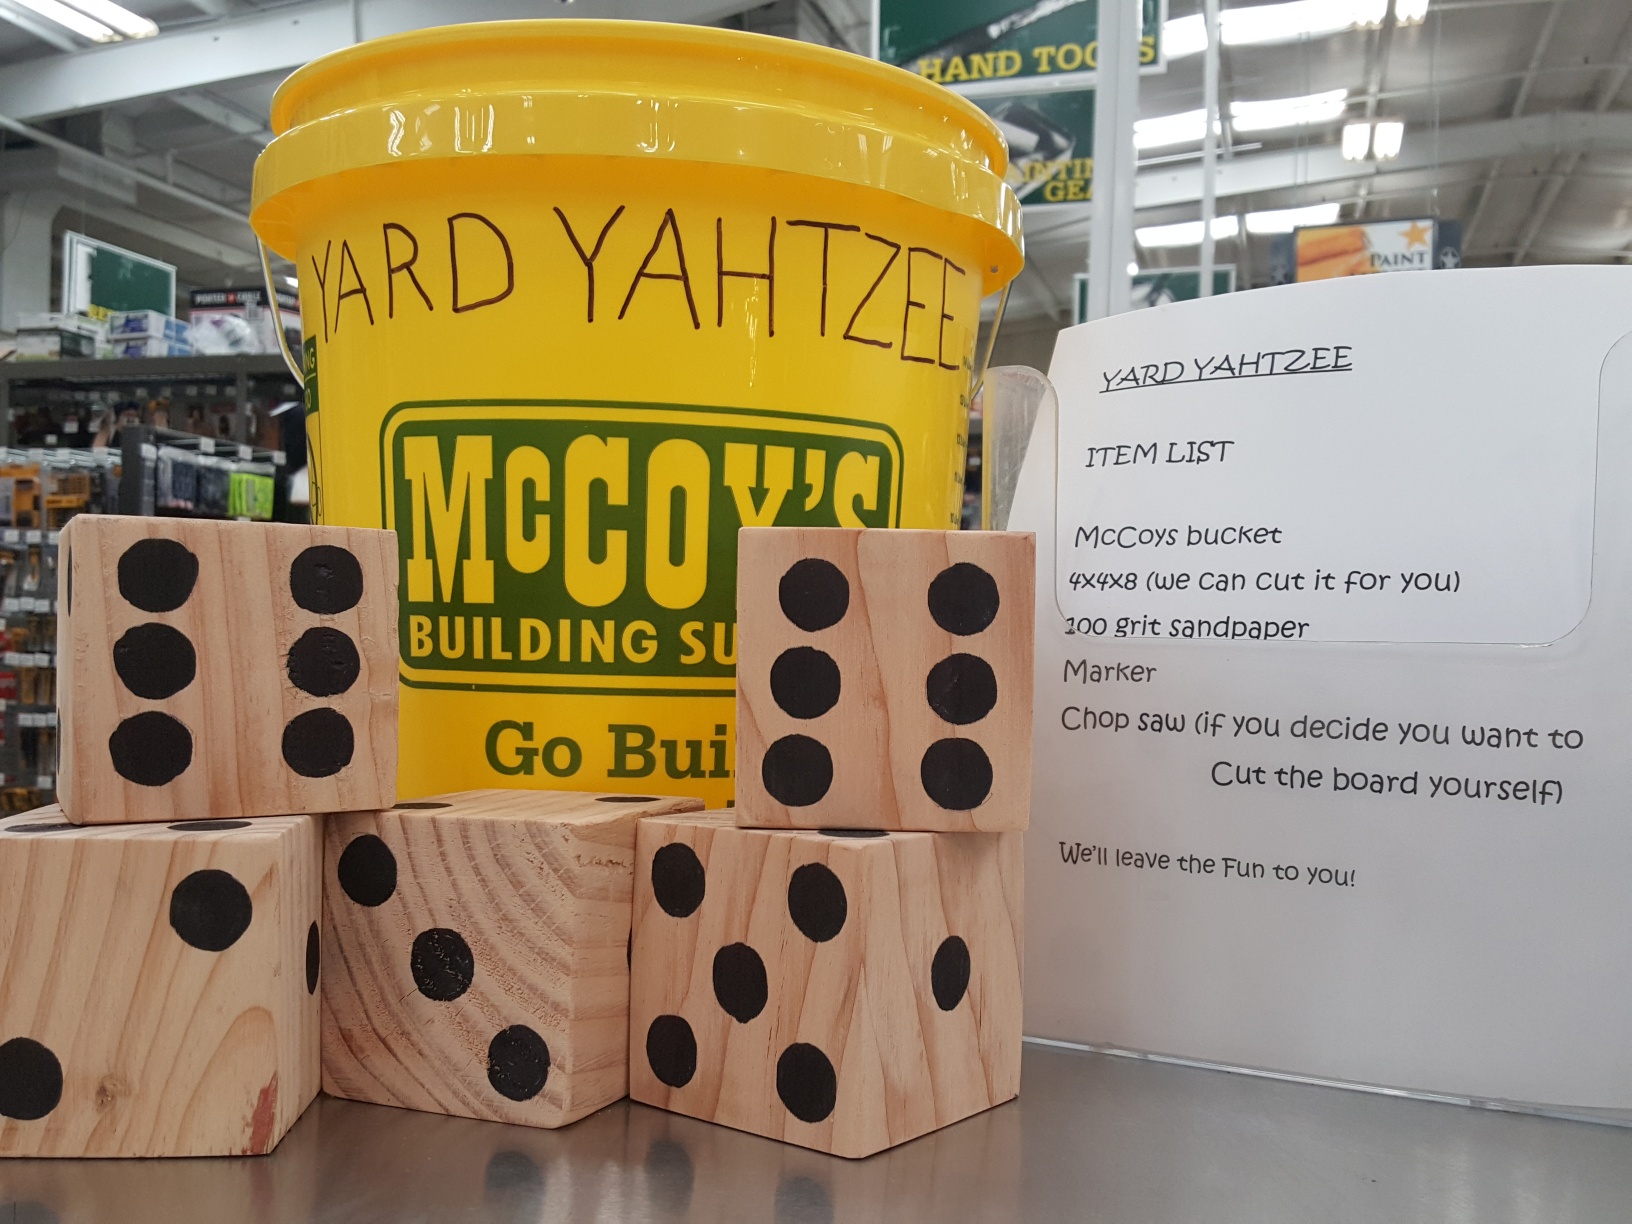 HAND TOOLS
PAINT
YARD YAHTZEE
McCOY'S
BUILDING SU
Go Bui
YARD YAHTZEE
ITEM LIST
McCoys bucket
4x4x8 (we can cut it for you)
100 grit sandpaper
Marker
Chop saw (if you decide you want to
Cut the board yourself)
We'll leave the Fun to you!